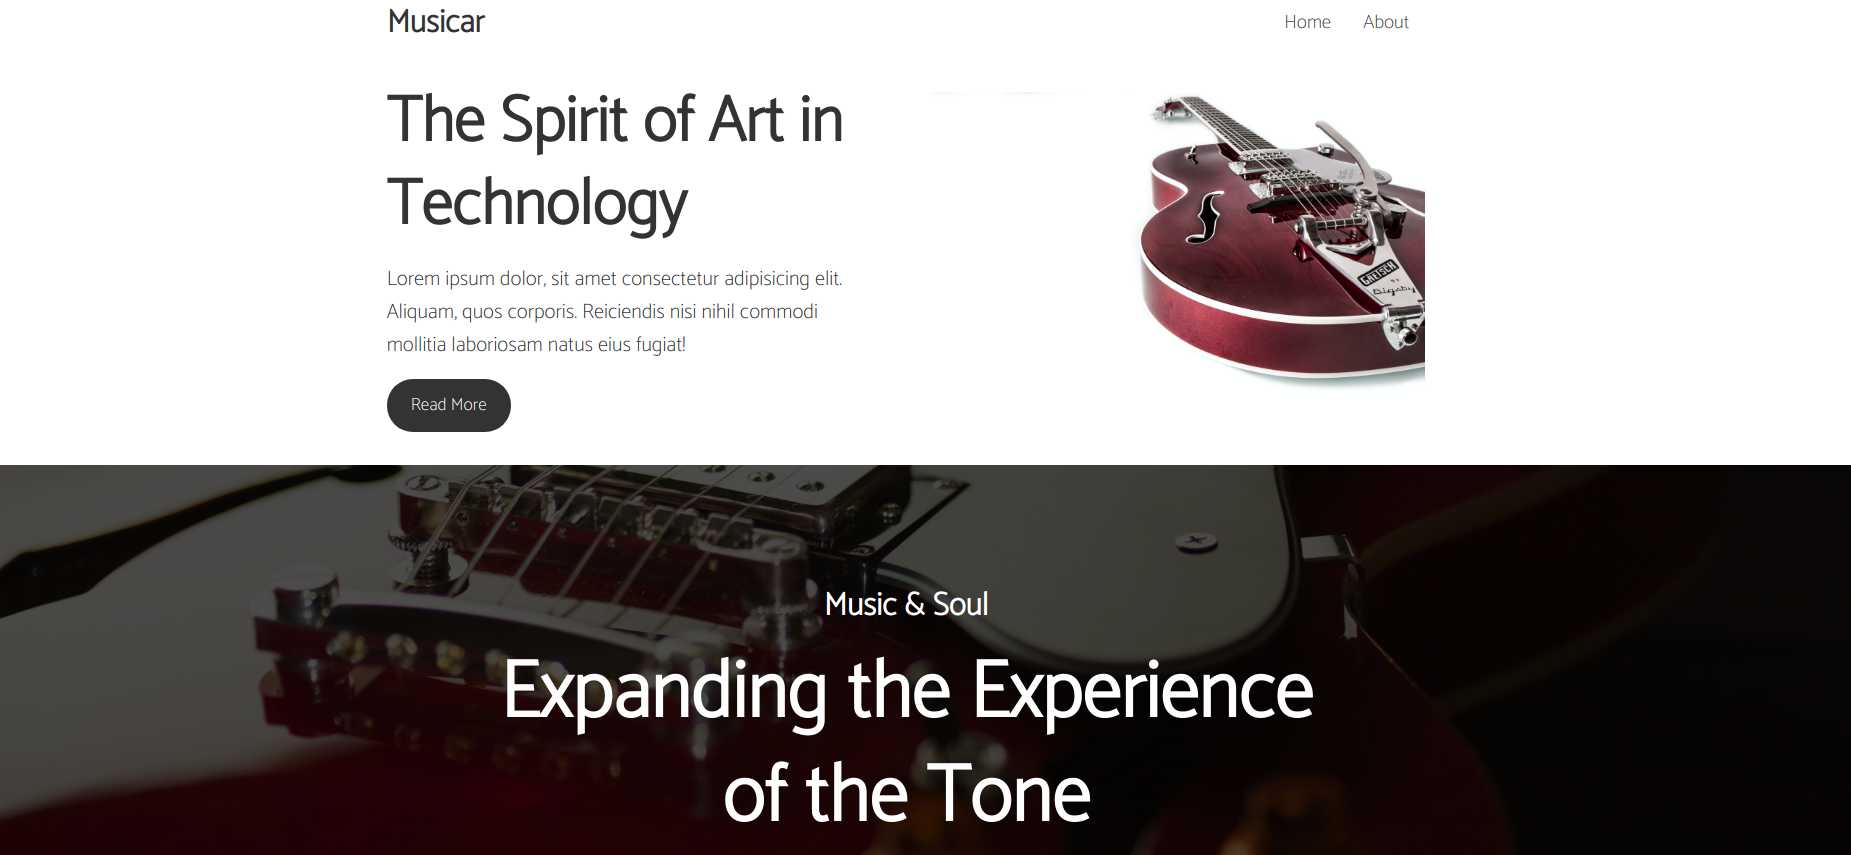 Musicar
Home About
The Spirit of Art in
Technology
Lorem ipsum dolor, sit amet consectetur adipisicing elit.
Aliquam, quos corporis. Reiciendis nisi nihil commodi
mollitia laboriosam natus eius fugiat!
Read More
GRETSCH
BY
Bigsby
Music & Soul
Expanding the Experience
of the Tone